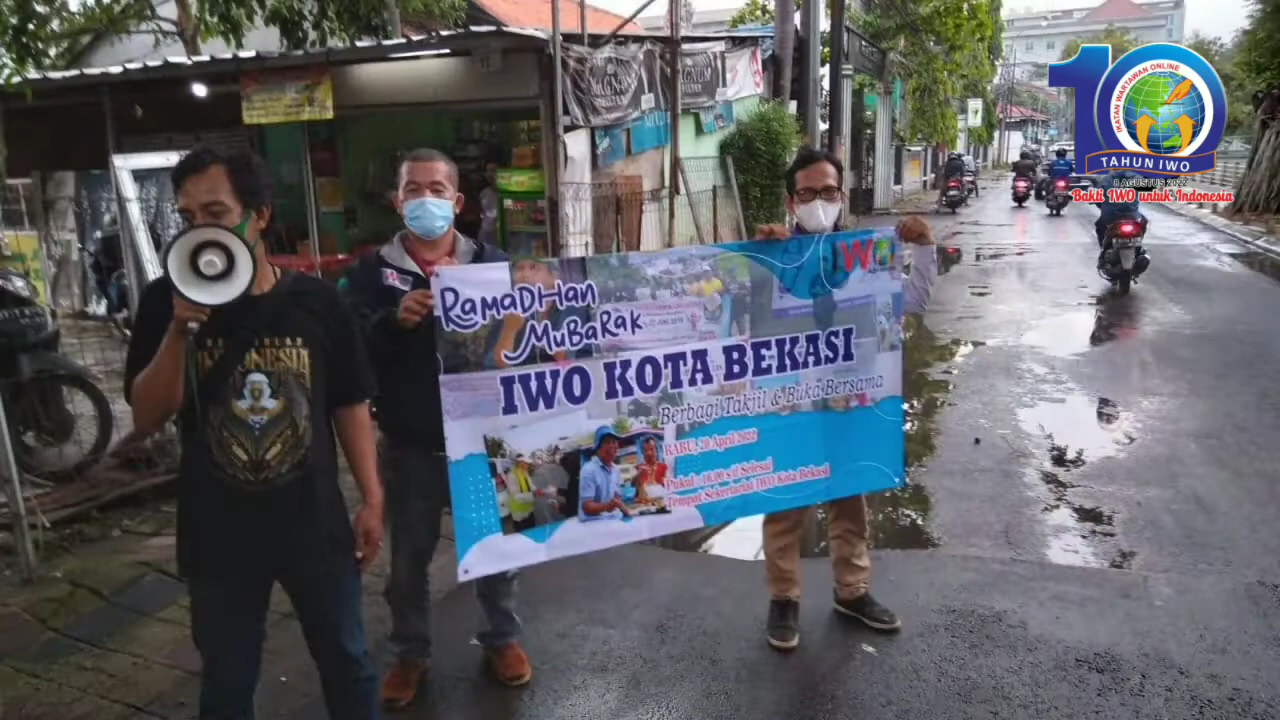 10
IKATAN WARTAWAN ONLINE
TAHUN IWO
8 AGUSTUS 2022
Bakti IWO untuk Indonesia
IWO
RAMADHAN
MUBARAK
IWO KOTA BEKASI
Berbagi Takjil & Buka Bersama
RABU, 20 April 2022
Pukul : 16.00 s/d Selesai
Tempat Sekretariat IWO Kota Bekasi
INDONESIA